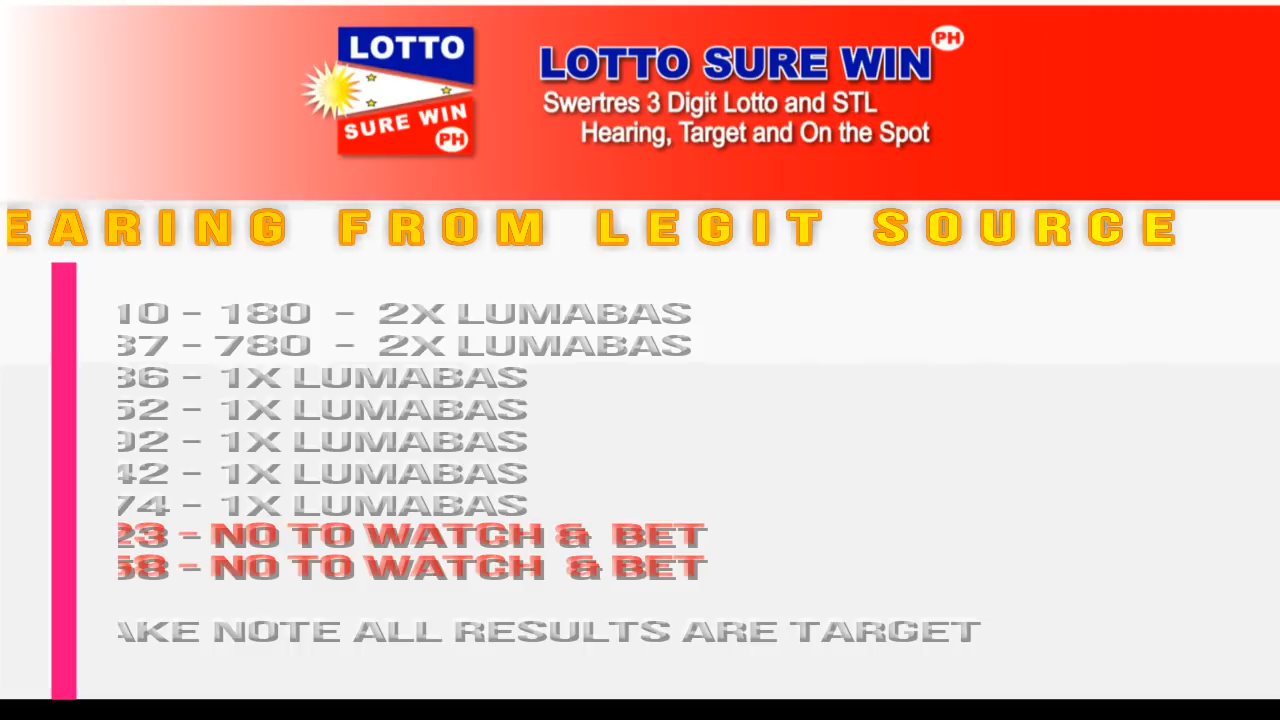 LOTTO
SURE WIN
PH
LOTTO SURE WIN PH
Swertres 3 Digit Lotto and STL
Hearing, Target and On the Spot
EARING FROM LEGIT SOURCE
10 - 180 - 2X LUMABAS
37 - 780 - 2X LUMABAS
36 - 1X LUMABAS
52 - 1X LUMABAS
92 - 1X LUMABAS
42 - 1X LUMABAS
74 - 1X LUMABAS
23 - NO TO WATCH & BET
58 - NO TO WATCH & BET
AKE NOTE ALL RESULTS ARE TARGET